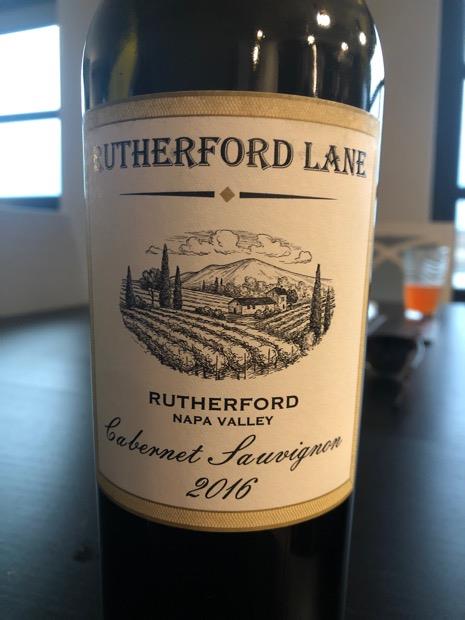 RUTHERFORD LANE
RUTHERFORD
NAPA VALLEY
Cabernet Sauvignon
2016